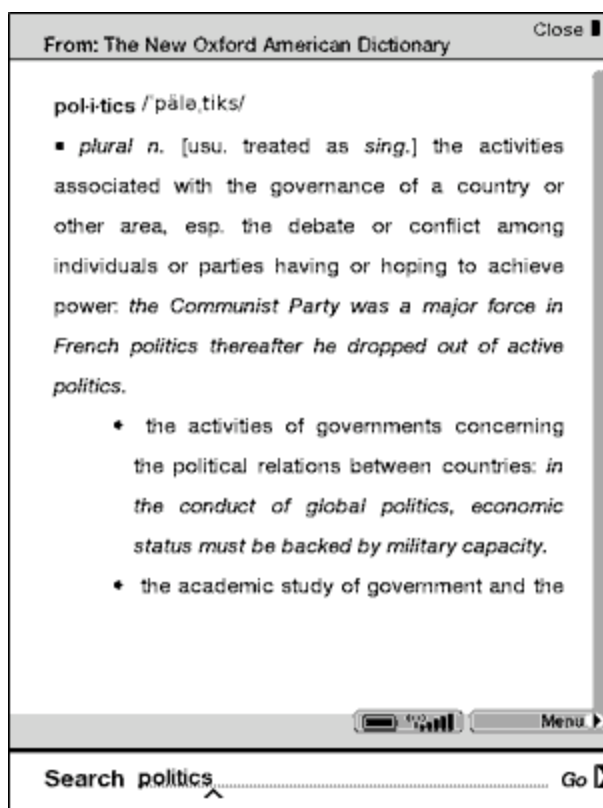 Close
From: The New Oxford American Dictionary
pol·i·tics /ˈpäləˌtiks/
▪ plural n. [usu. treated as sing.] the activities
associated with the governance of a country or
other area, esp. the debate or conflict among
individuals or parties having or hoping to achieve
power: the Communist Party was a major force in
French politics thereafter he dropped out of active
politics.
• the activities of governments concerning
the political relations between countries: in
the conduct of global politics, economic
status must be backed by military capacity.
• the academic study of government and the
Menu
Search politics Go